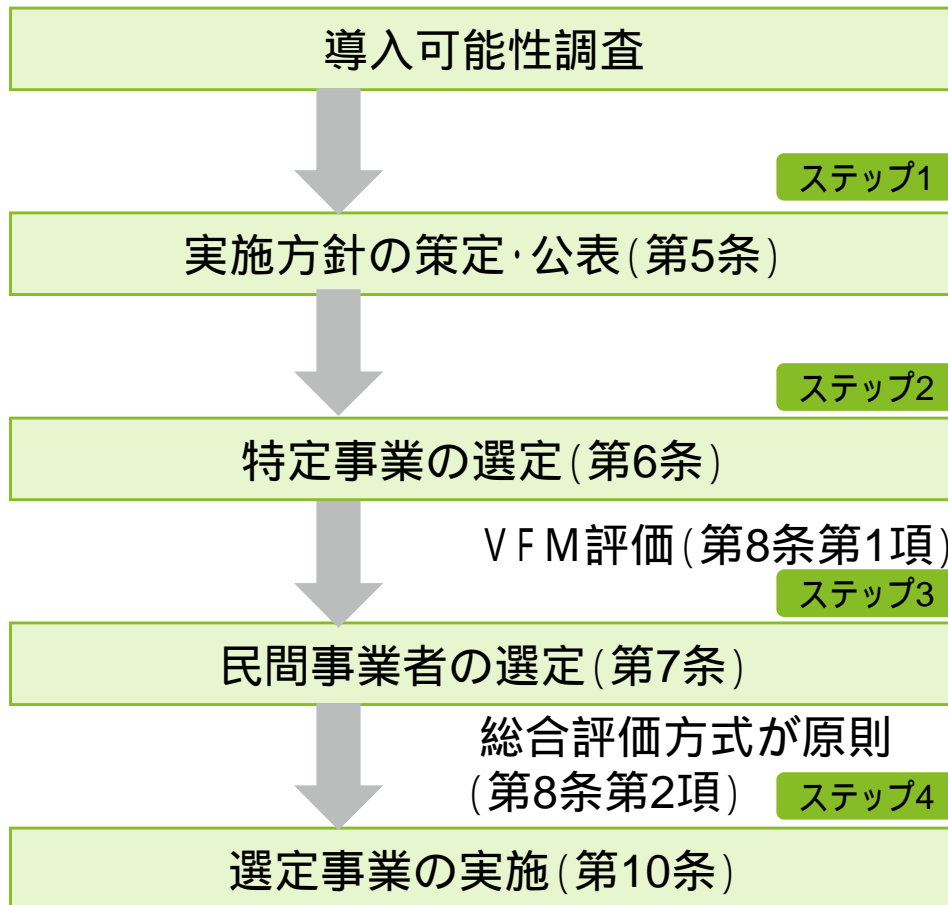 導入可能性調査
ステップ1
実施方針の策定･公表(第5条)
ステップ2
特定事業の選定(第6条)
ＶＦＭ評価(第8条第1項)
ステップ3
民間事業者の選定(第7条)
総合評価方式が原則
(第8条第2項)
ステップ4
選定事業の実施(第10条)